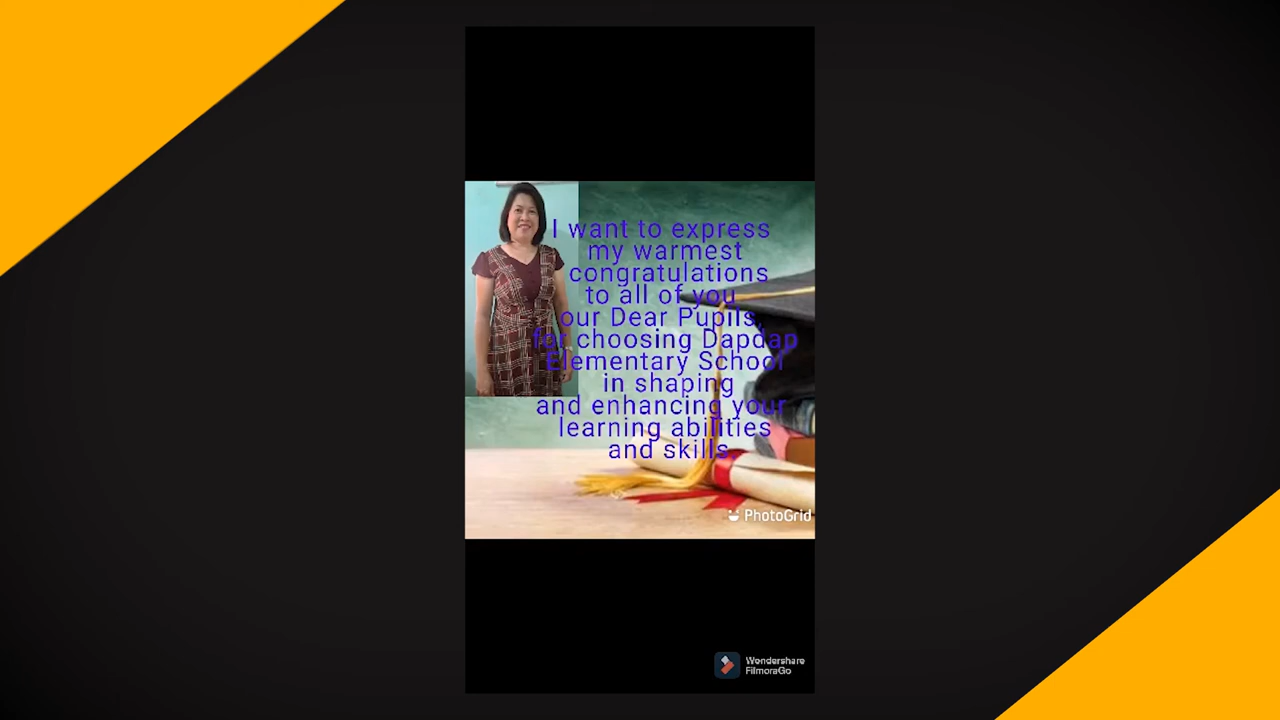 I want to express
my warmest
congratulations
to all of you
our Dear Pupils,
for choosing Dapdap
Elementary School
in shaping
and enhancing your
learning abilities
and skills.
PhotoGrid
Wondershare
FilmoraGo